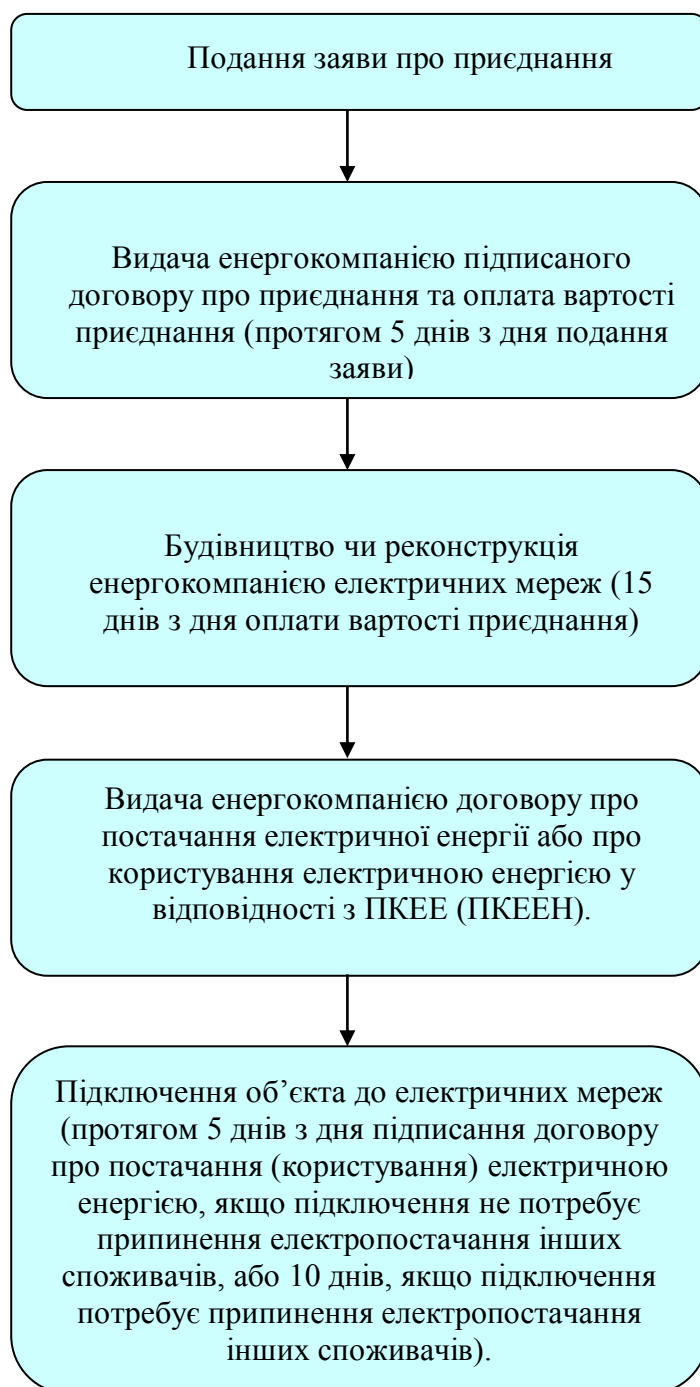 Подання заяви про приєднання
Видача енергокомпанією підписаного
договору про приєднання та оплата вартості
приєднання (протягом 5 днів з дня подання
заяви)
Будівництво чи реконструкція
енергокомпанією електричних мереж (15
днів з дня оплати вартості приєднання)
Видача енергокомпанією договору про
постачання електричної енергії або про
користування електричною енергією у
відповідності з ПКЕЕ (ПКЕЕН).
Підключення об’єкта до електричних мереж
(протягом 5 днів з дня підписання договору
про постачання (користування) електричною
енергією, якщо підключення не потребує
припинення електропостачання інших
споживачів, або 10 днів, якщо підключення
потребує припинення електропостачання
інших споживачів).